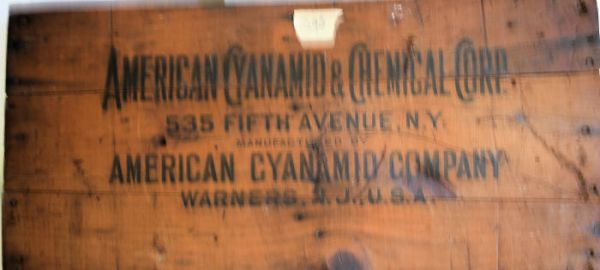 AMERICAN CYANAMID & CHEMICAL CORP.
535 FIFTH AVENUE, N.Y.
MANUFACTURED BY
AMERICAN CYANAMID COMPANY
WARNERS, N.J., U.S.A.